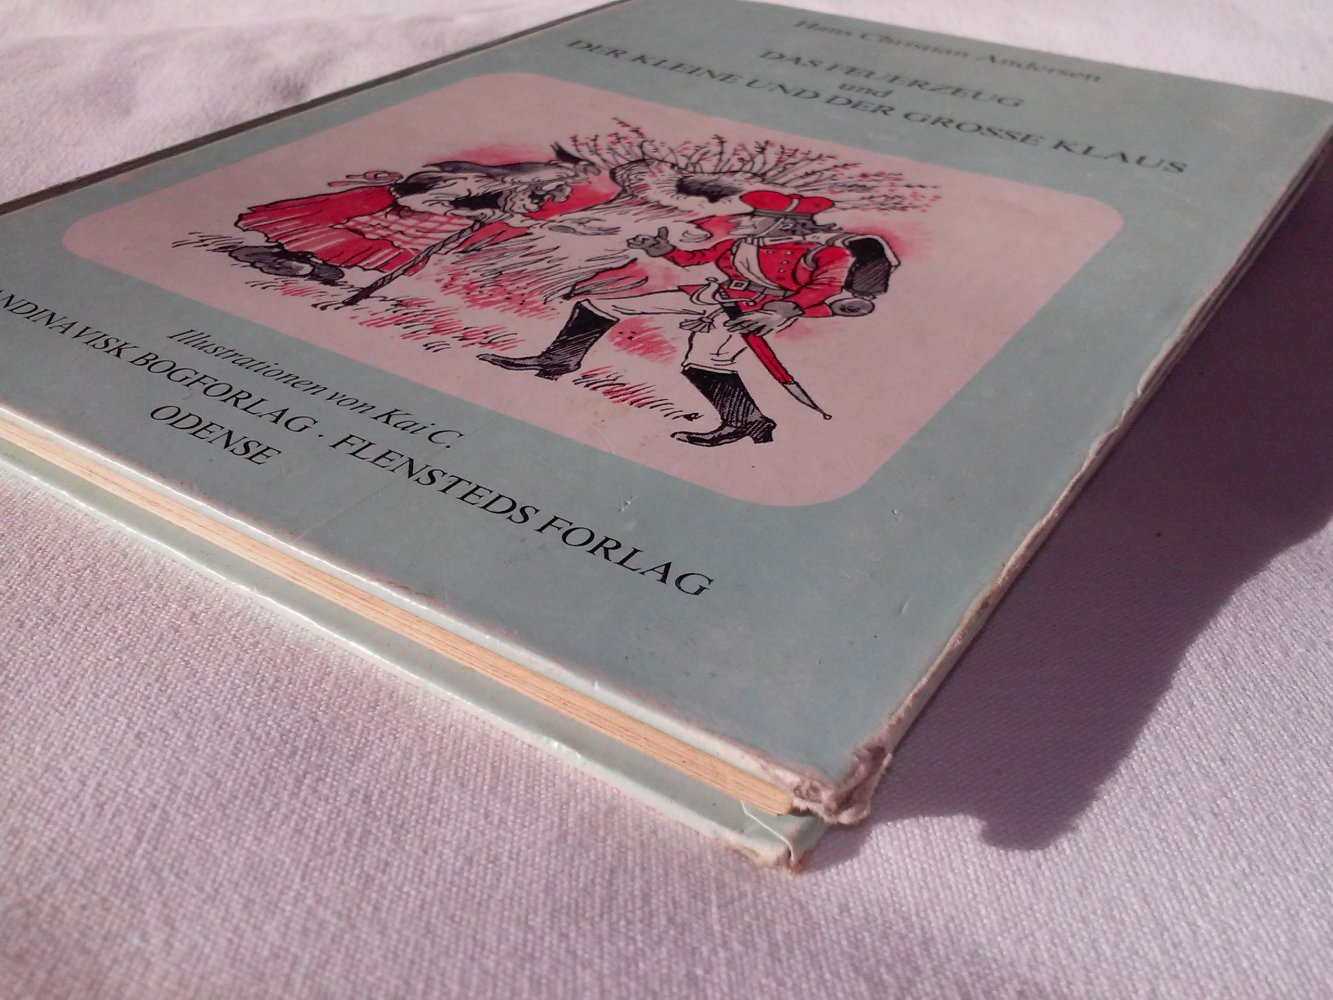 Hans Christian Andersen
DAS FEUERZEUG
und
DER KLEINE UND DER GROSSE KLAUS
Illustrationen von Kai C.
ANDINAVISK BOGFORLAG · FLENSTEDS FORLAG
ODENSE